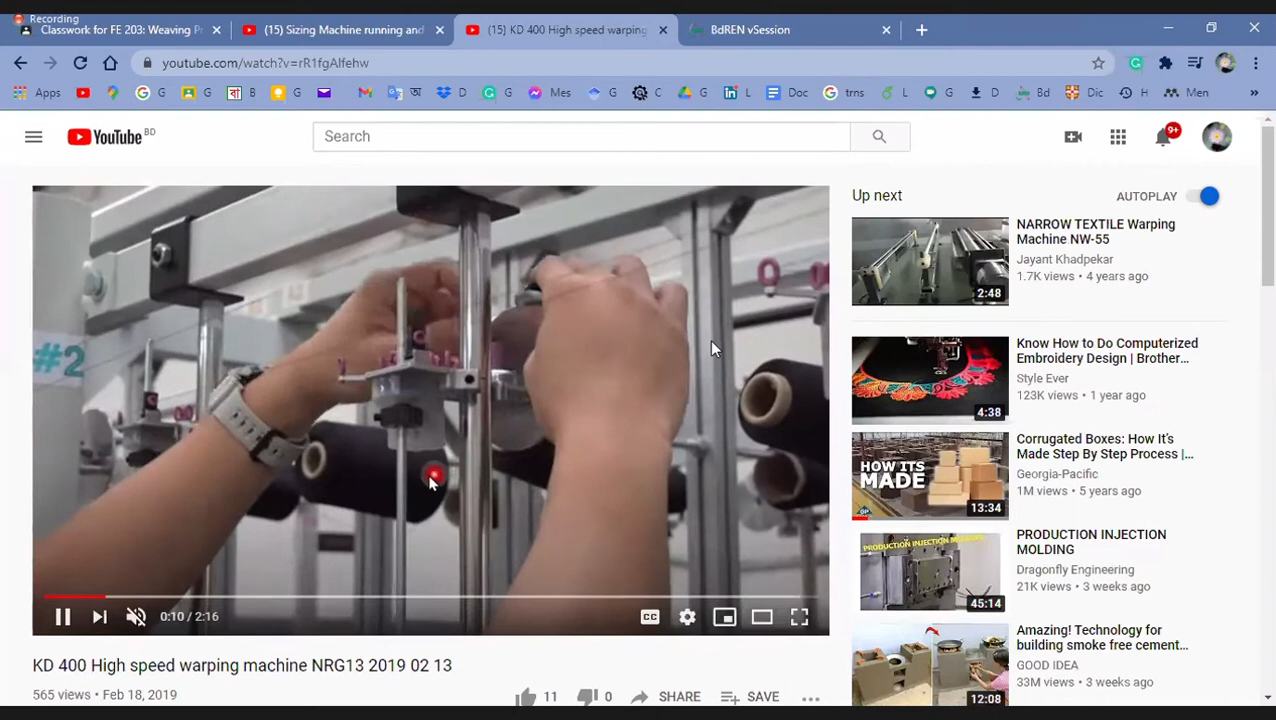 Recording
Classwork for FE 203: Weaving Pr
(15) Sizing Machine running and
(15) KD 400 High speed warping
BdREN vSession
youtube.com/watch?v=rR1fgAIfehw
Apps
G
G
B
G
G
অ
D
G
Mes
G
C
G
L
Doc
trns
L
G
D
Bd
Dic
H
Men
YouTube BD
Search
9+
#2
0:10 / 2:16
CC
KD 400 High speed warping machine NRG13 2019 02 13
565 views • Feb 18, 2019
11
0
SHARE
SAVE
Up next
AUTOPLAY
NARROW TEXTILE Warping
Machine NW-55
Jayant Khadpekar
1.7K views • 4 years ago
2:48
Know How to Do Computerized
Embroidery Design | Brother...
Style Ever
123K views • 1 year ago
4:38
Corrugated Boxes: How It's
Made Step By Step Process |...
Georgia-Pacific
1M views • 5 years ago
HOW ITS
MADE
GP
13:34
PRODUCTION INJECTION
MOLDING
Dragonfly Engineering
21K views • 3 weeks ago
PRODUCTION INJECTION MOLDING
45:14
Amazing! Technology for
building smoke free cement...
GOOD IDEA
33M views • 3 weeks ago
12:08